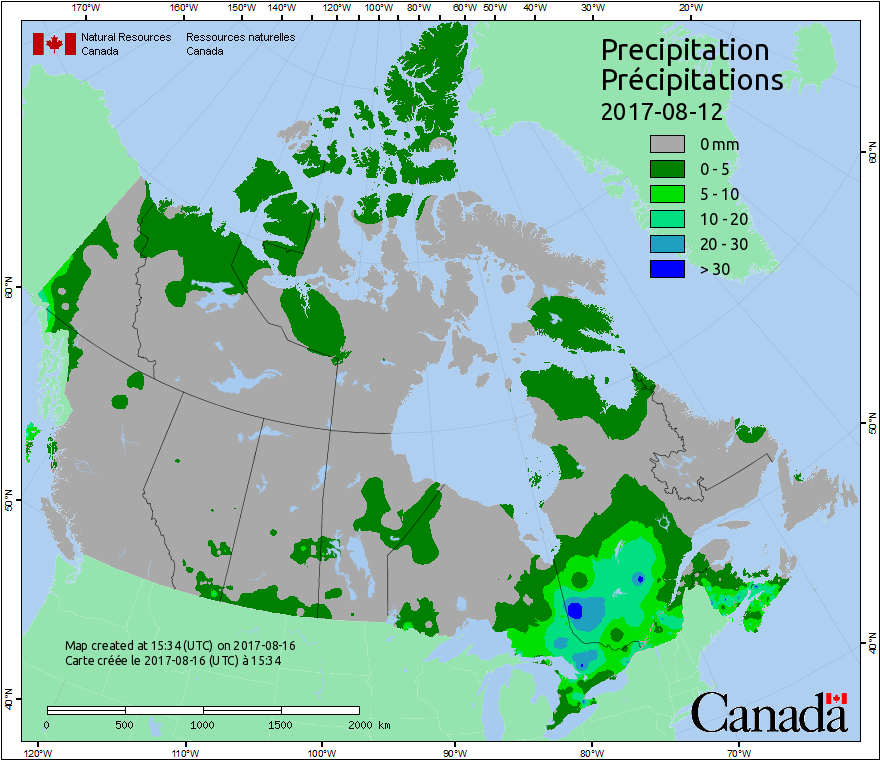 170°W 160°W 150°W 140°W 120°W 100°W 80°W 60°W 50°W 40°W 30°W 20°W
Natural Resources Ressources naturelles
Canada Canada
Precipitation
Précipitations
2017-08-12
0 mm
0 - 5
5 - 10
10 - 20
20 - 30
> 30
60°N
60°N
50°N
50°N
40°N
40°N
Map created at 15:34 (UTC) on 2017-08-16
Carte créée le 2017-08-16 (UTC) à 15:34
0 500 1000 1500 2000 km
Canada
120°W 110°W 100°W 90°W 80°W 70°W